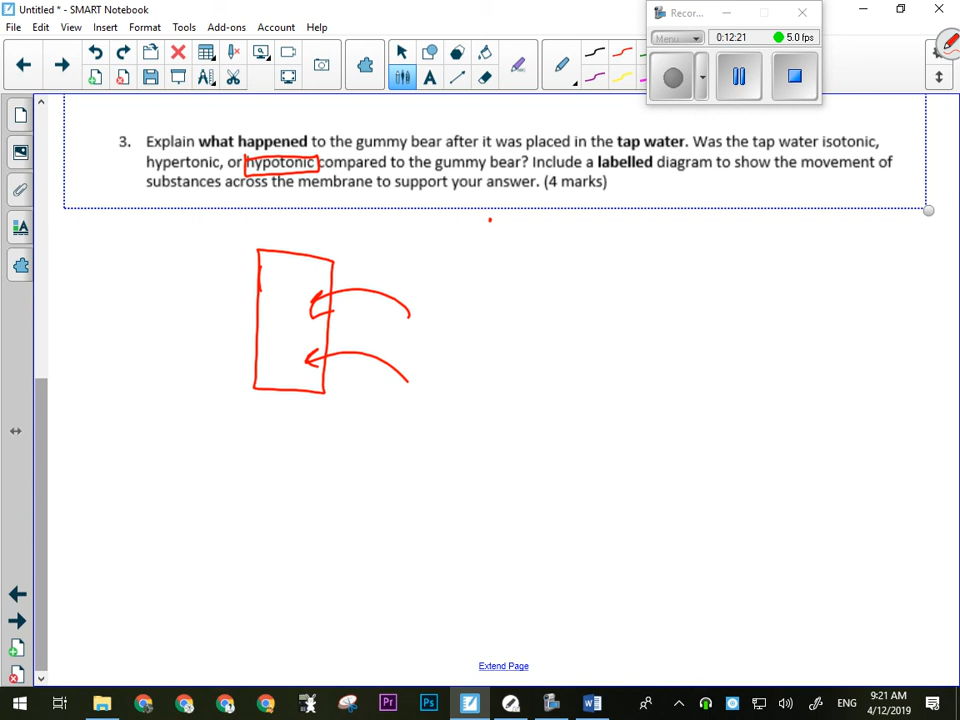 Untitled * - SMART Notebook
Recor...
File Edit View Insert Format Tools Add-ons Account Help
Menu 0:12:21 5.0 fps
3. Explain what happened to the gummy bear after it was placed in the tap water. Was the tap water isotonic,
hypertonic, or hypotonic compared to the gummy bear? Include a labelled diagram to show the movement of
substances across the membrane to support your answer. (4 marks)
Extend Page
ENG
9:21 AM
4/12/2019